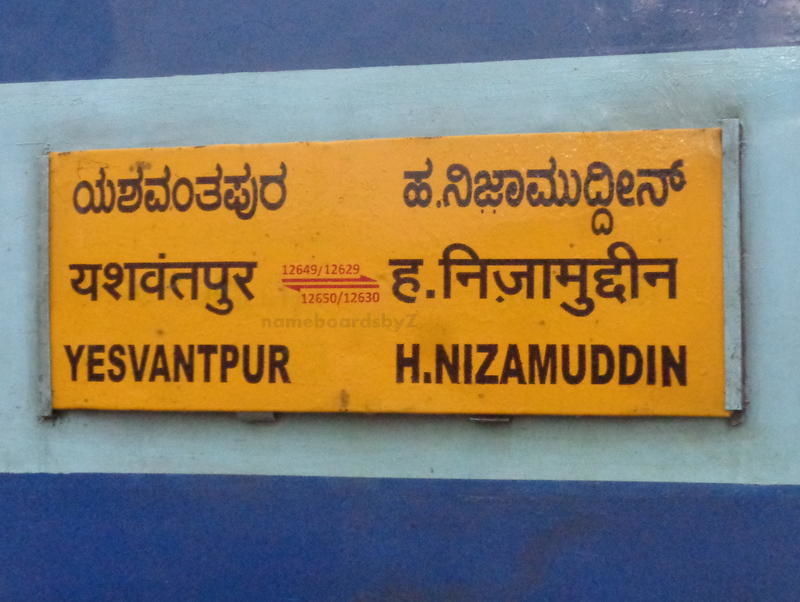 ಯಶವಂತಪುರ ಹ.ನಿಜ಼ಾಮುದ್ದೀನ್
यशवंतपुर 12649/12629 ह.निज़ामुद्दीन
12650/12630
nameboardsbyZ
YESVANTPUR H.NIZAMUDDIN